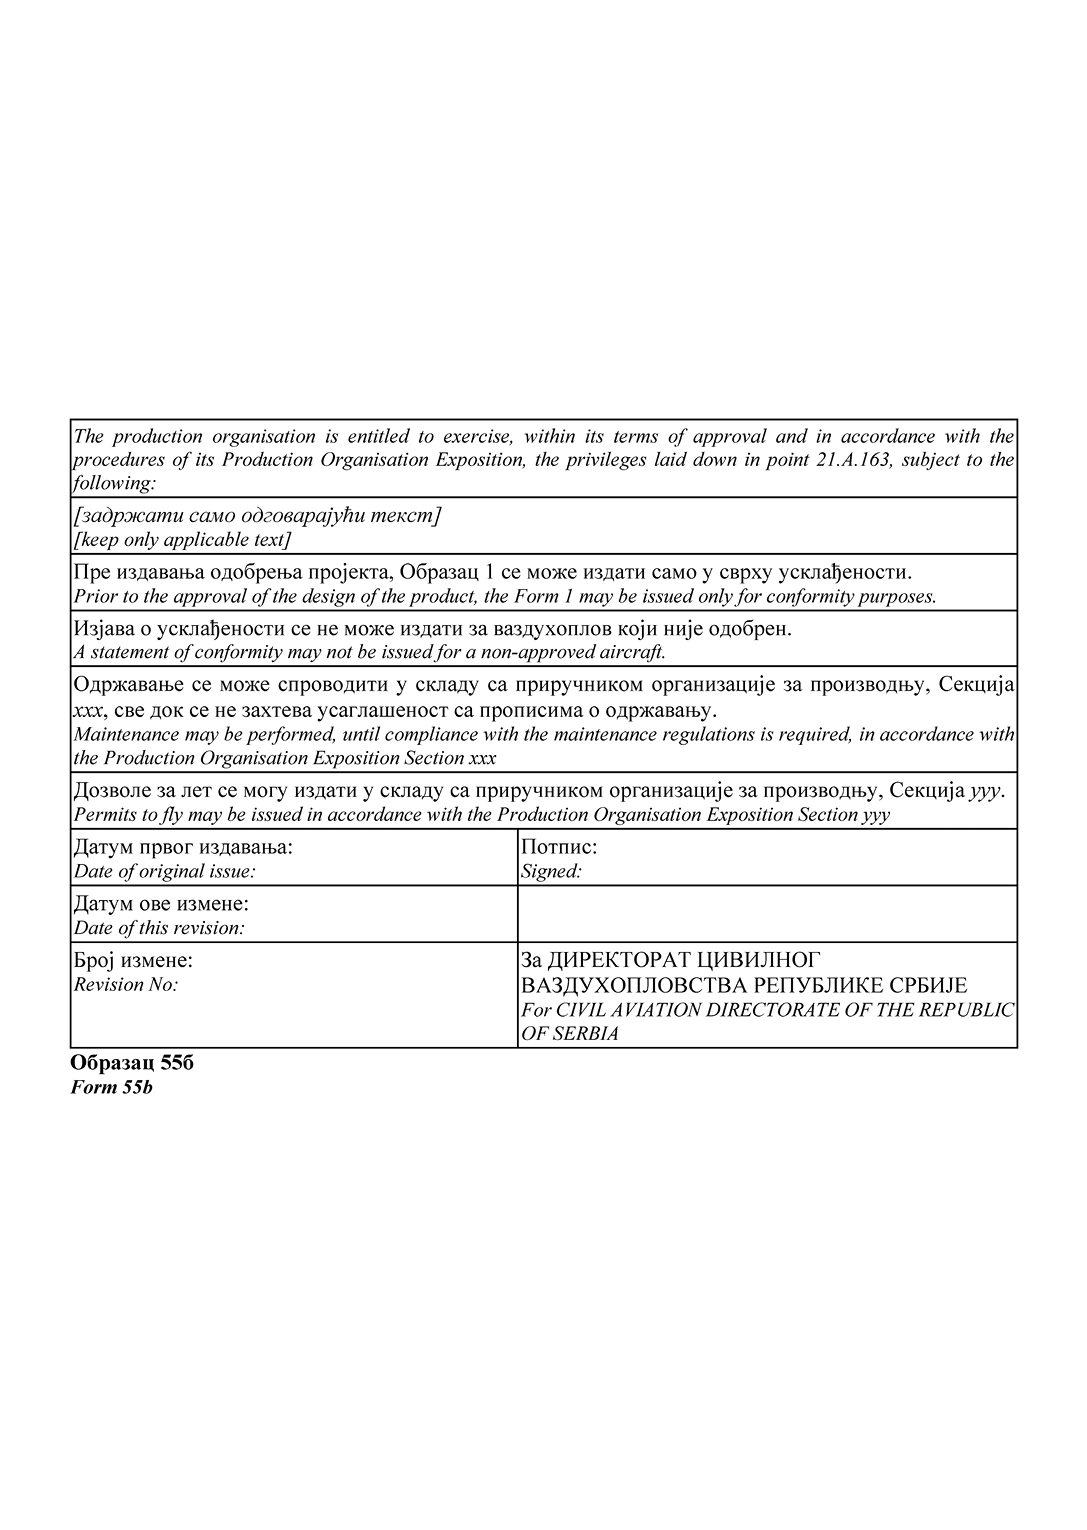 The production organisation is entitled to exercise, within its terms of approval and in accordance with the
procedures of its Production Organisation Exposition, the privileges laid down in point 21.A.163, subject to the
following:
[задржати само одговарајући текст]
[keep only applicable text]
Пре издавања одобрења пројекта, Образац 1 се може издати само у сврху усклађености.
Prior to the approval of the design of the product, the Form 1 may be issued only for conformity purposes.
Изјава о усклађености се не може издати за ваздухоплов који није одобрен.
A statement of conformity may not be issued for a non-approved aircraft.
Одржавање се може спроводити у складу са приручником организације за производњу, Секција
xxx, све док се не захтева усаглашеност са прописима о одржавању.
Maintenance may be performed, until compliance with the maintenance regulations is required, in accordance with
the Production Organisation Exposition Section xxx
Дозволе за лет се могу издати у складу са приручником организације за производњу, Секција yyy.
Permits to fly may be issued in accordance with the Production Organisation Exposition Section yyy
Датум првог издавања:
Date of original issue:
Потпис:
Signed:
Датум ове измене:
Date of this revision:
Број измене:
Revision No:
За ДИРЕКТОРАТ ЦИВИЛНОГ
ВАЗДУХОПЛОВСТВА РЕПУБЛИКЕ СРБИЈЕ
For CIVIL AVIATION DIRECTORATE OF THE REPUBLIC
OF SERBIA
Образац 55б
Form 55b